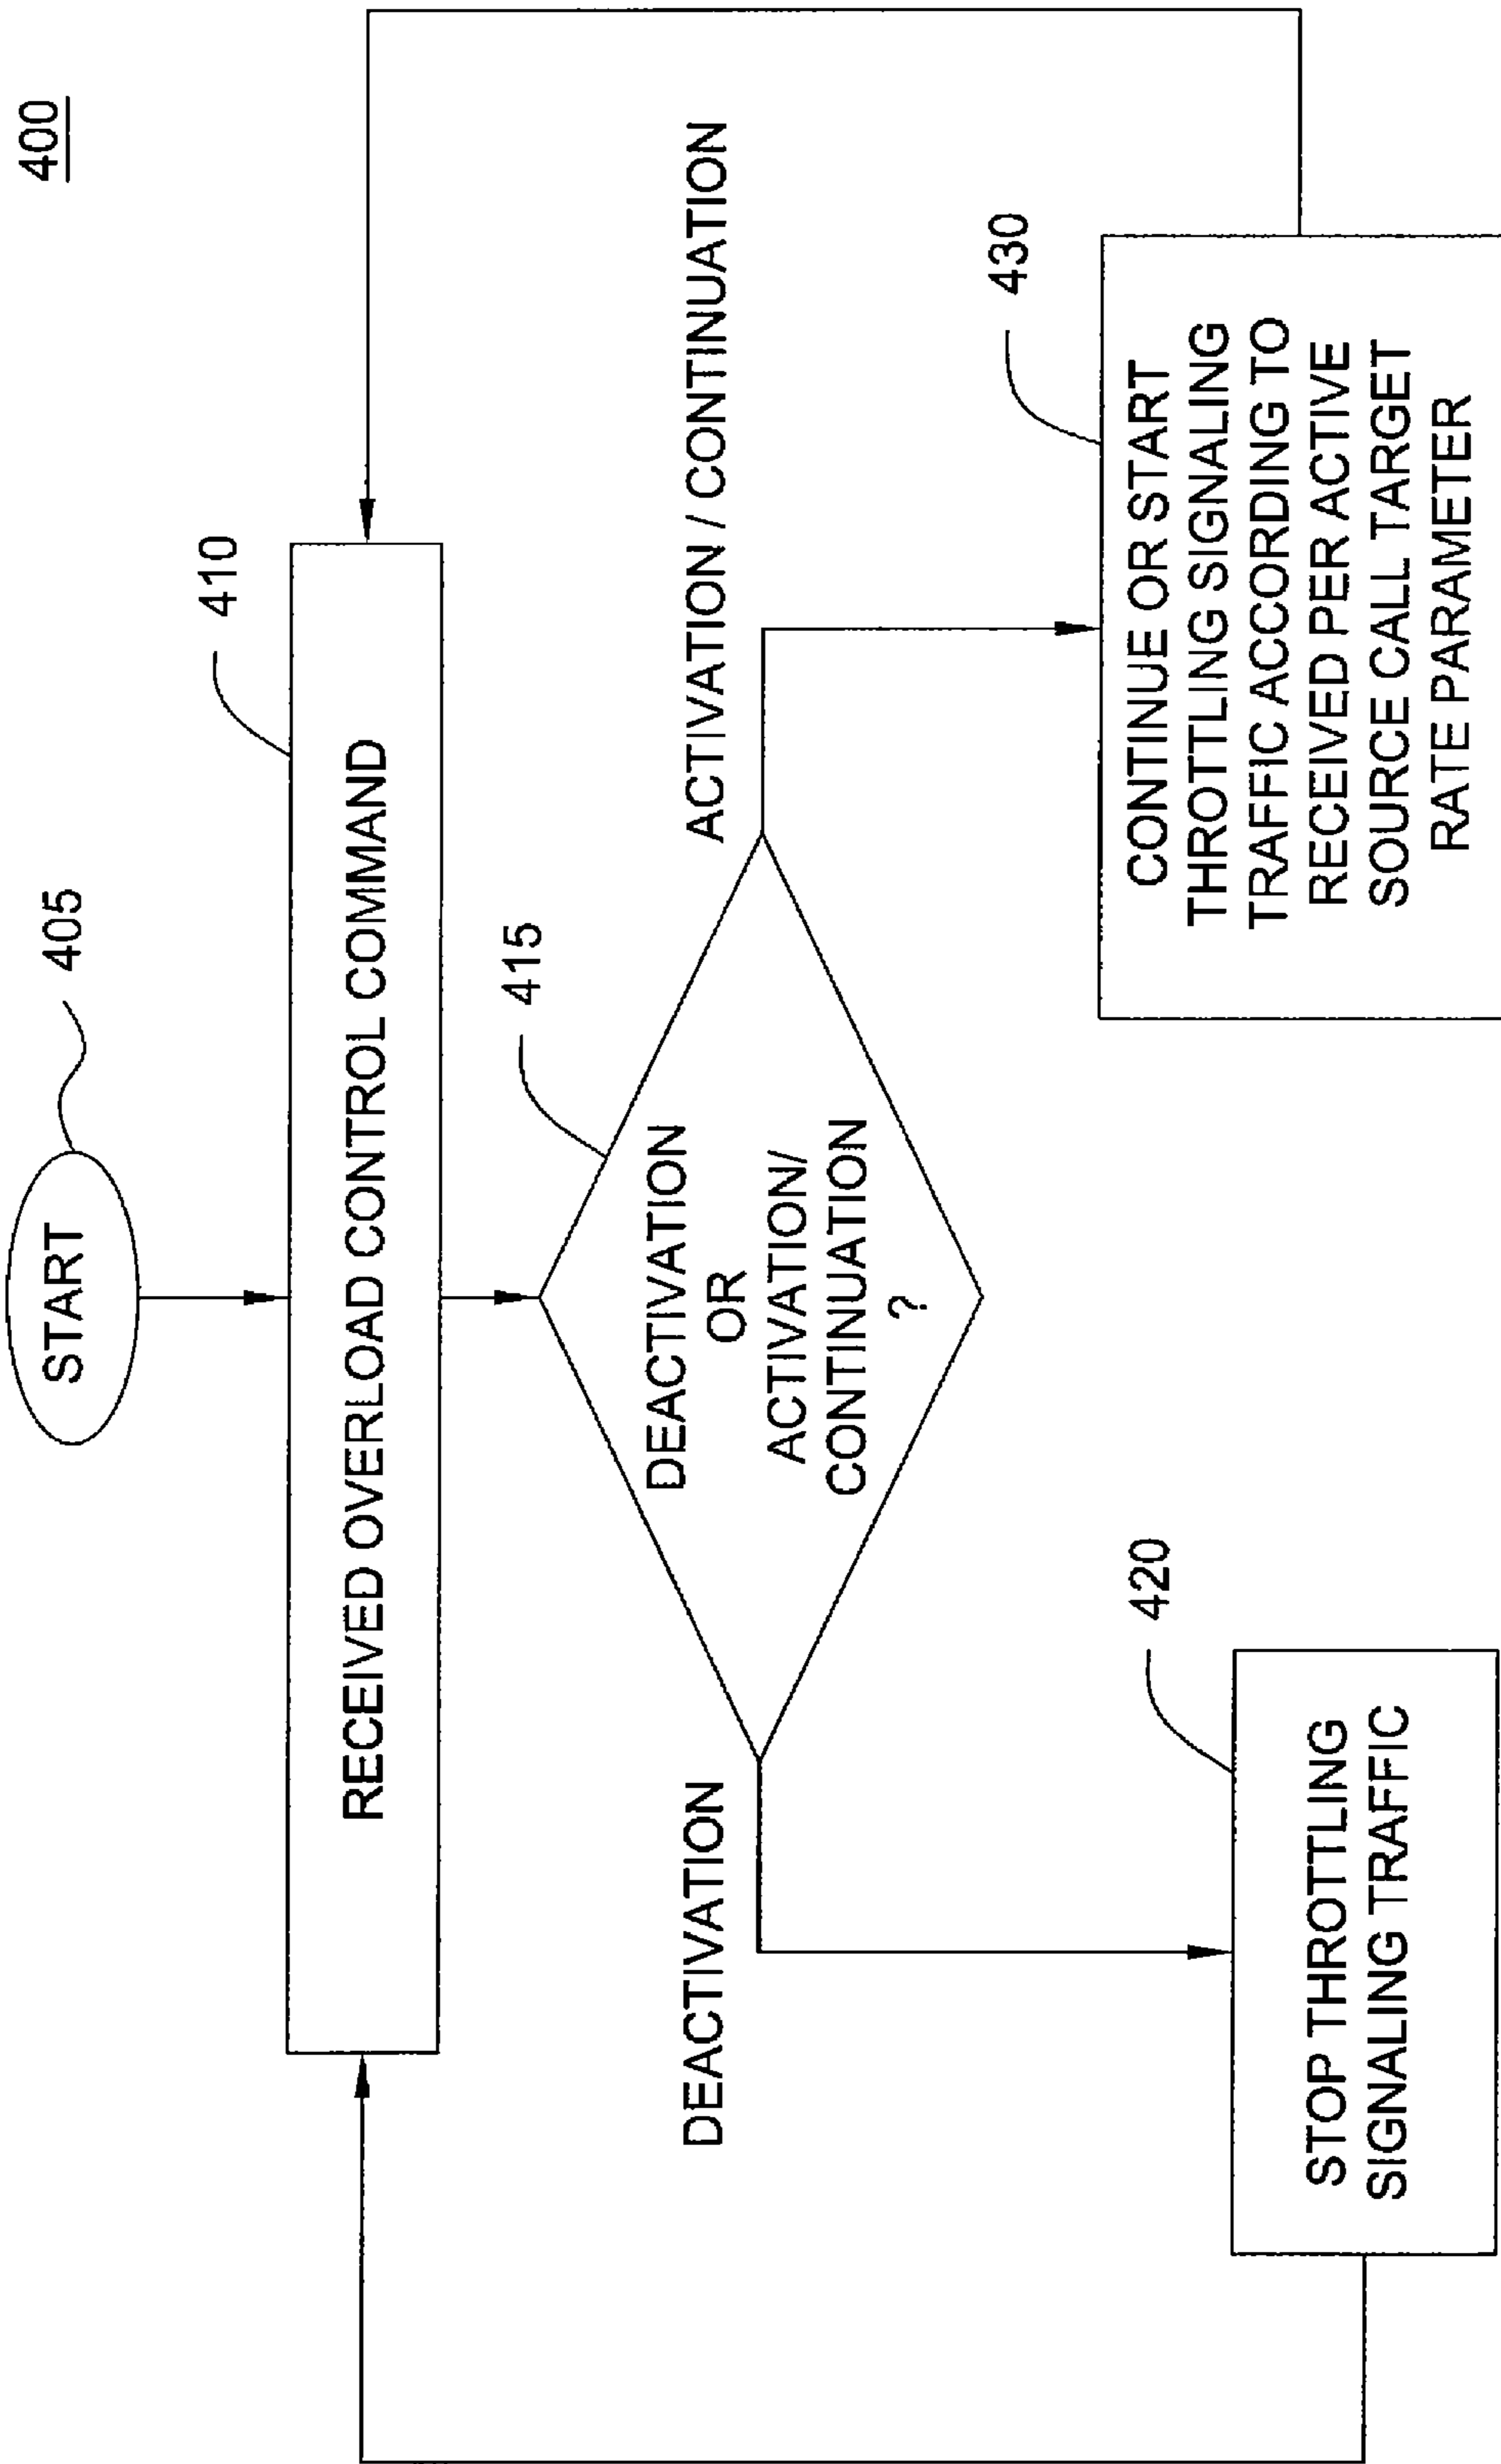 400
START
405
RECEIVED OVERLOAD CONTROL COMMAND
410
DEACTIVATION
OR
ACTIVATION/
CONTINUATION
?
415
DEACTIVATION
ACTIVATION / CONTINUATION
STOP THROTTLING
SIGNALING TRAFFIC
420
CONTINUE OR START
THROTTLING SIGNALING
TRAFFIC ACCORDING TO
RECEIVED PER ACTIVE
SOURCE CALL TARGET
RATE PARAMETER
430